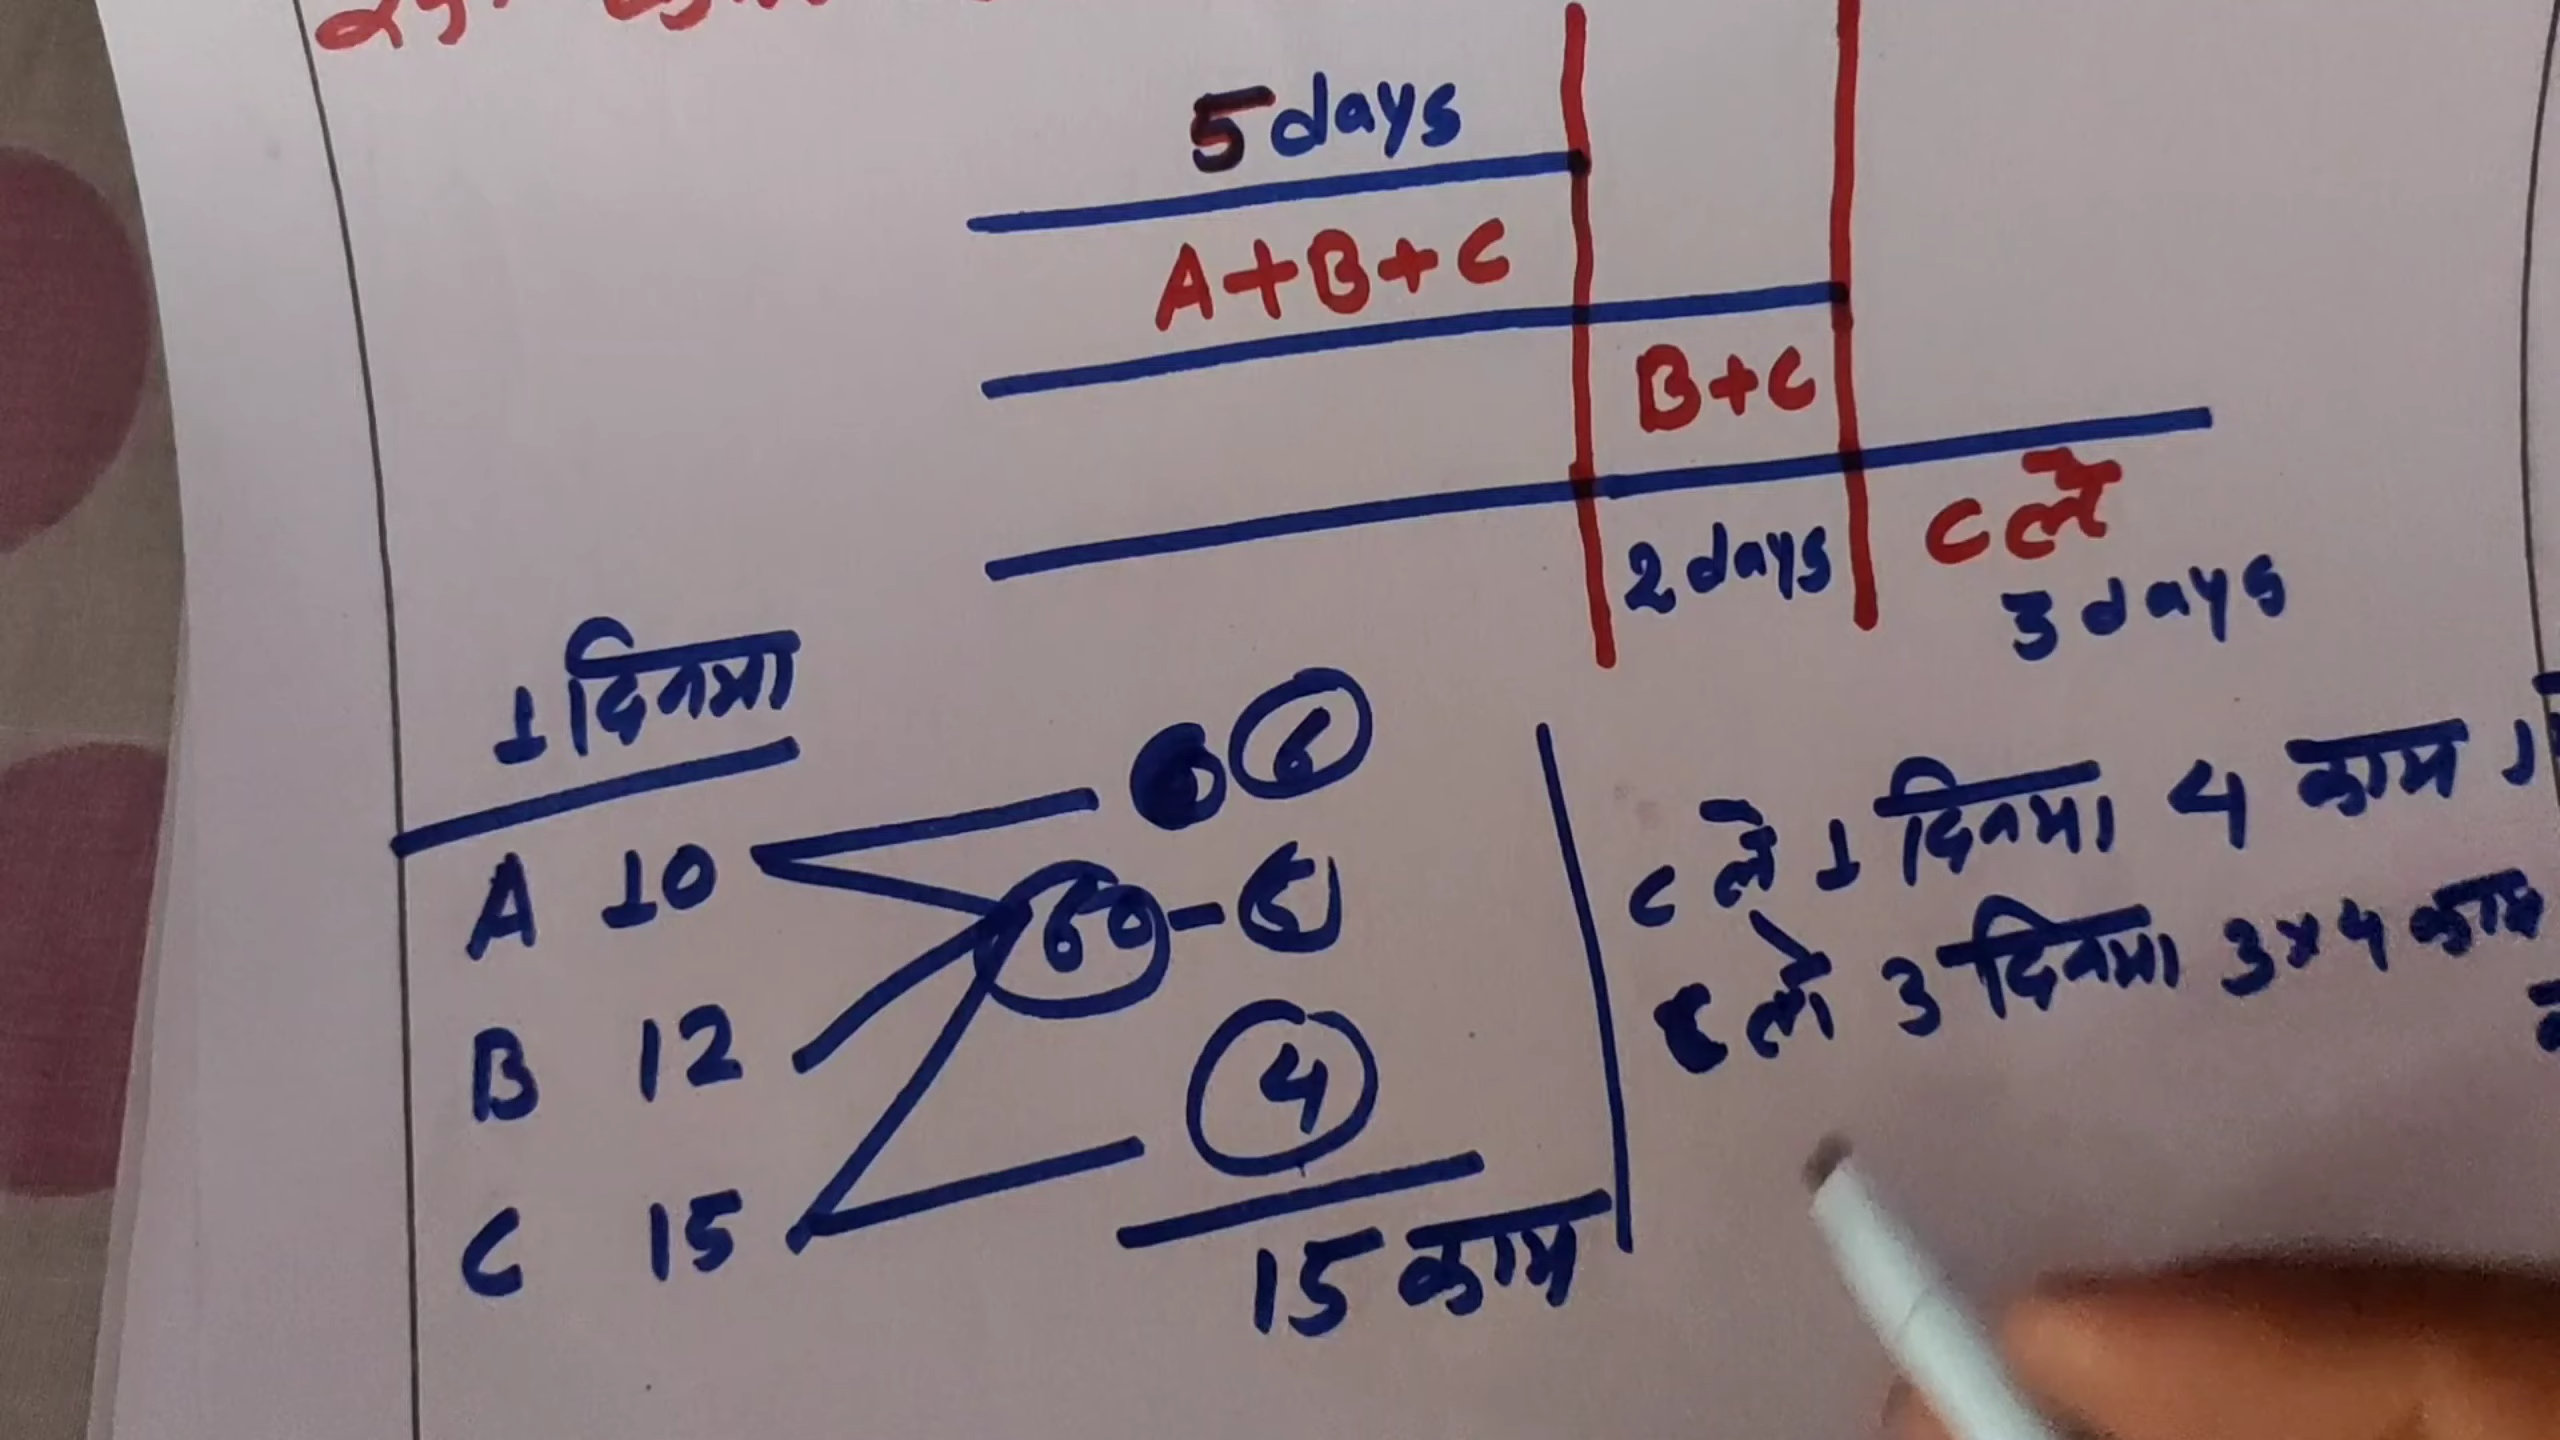 5 days
A+B+C
B+C
2 days
C ले
3 days
1 दिनमा
6
A 10
60 - 5
B 12
4
C 15
15 काम
C ले 1 दिनमा 4 काम
C ले 3 दिनमा 3×4 काम